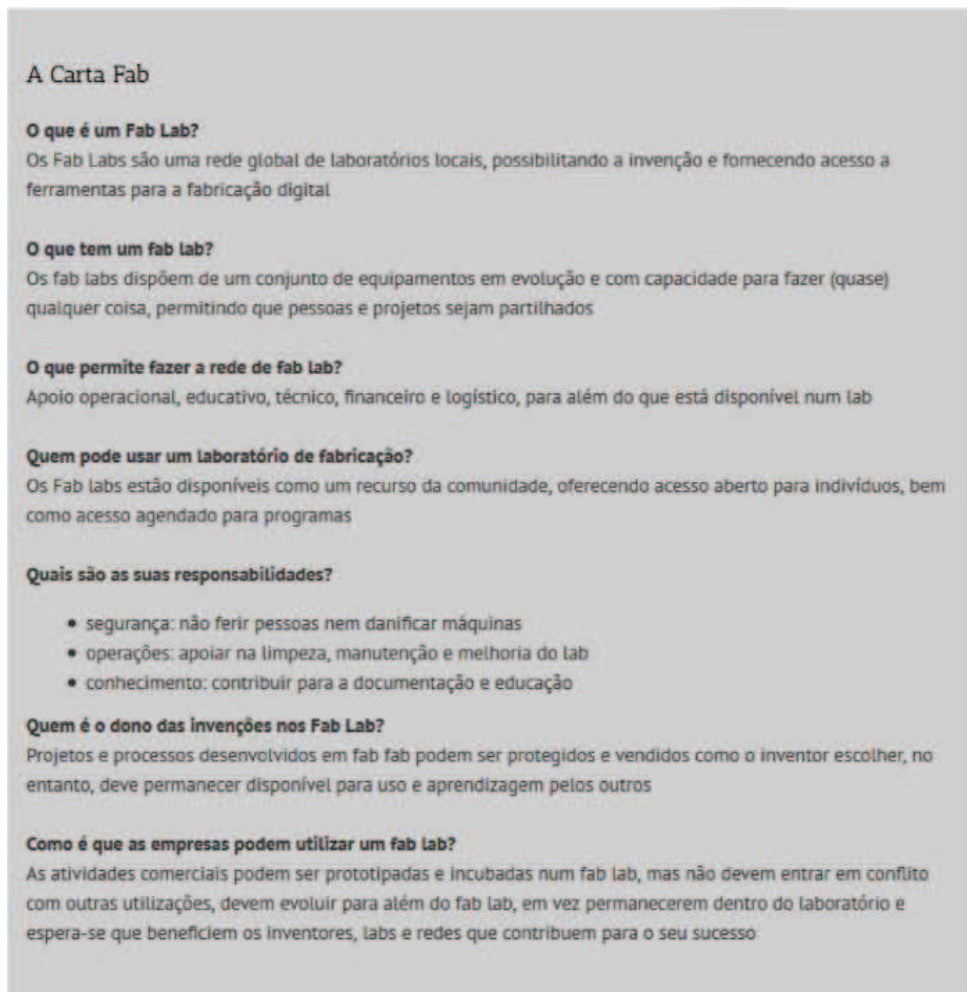 A Carta Fab
O que é um Fab Lab?
Os Fab Labs são uma rede global de laboratórios locais, possibilitando a invenção e fornecendo acesso a
ferramentas para a fabricação digital
O que tem um fab lab?
Os fab labs dispõem de um conjunto de equipamentos em evolução e com capacidade para fazer (quase)
qualquer coisa, permitindo que pessoas e projetos sejam partilhados
O que permite fazer a rede de fab lab?
Apoio operacional, educativo, técnico, financeiro e logístico, para além do que está disponível num lab
Quem pode usar um laboratório de fabricação?
Os Fab labs estão disponíveis como um recurso da comunidade, oferecendo acesso aberto para indivíduos, bem
como acesso agendado para programas
Quais são as suas responsabilidades?
• segurança: não ferir pessoas nem danificar máquinas
• operações: apoiar na limpeza, manutenção e melhoria do lab
• conhecimento: contribuir para a documentação e educação
Quem é o dono das invenções nos Fab Lab?
Projetos e processos desenvolvidos em fab fab podem ser protegidos e vendidos como o inventor escolher, no
entanto, deve permanecer disponível para uso e aprendizagem pelos outros
Como é que as empresas podem utilizar um fab lab?
As atividades comerciais podem ser prototipadas e incubadas num fab lab, mas não devem entrar em conflito
com outras utilizações, devem evoluir para além do fab lab, em vez permanecerem dentro do laboratório e
espera-se que beneficiem os inventores, labs e redes que contribuem para o seu sucesso